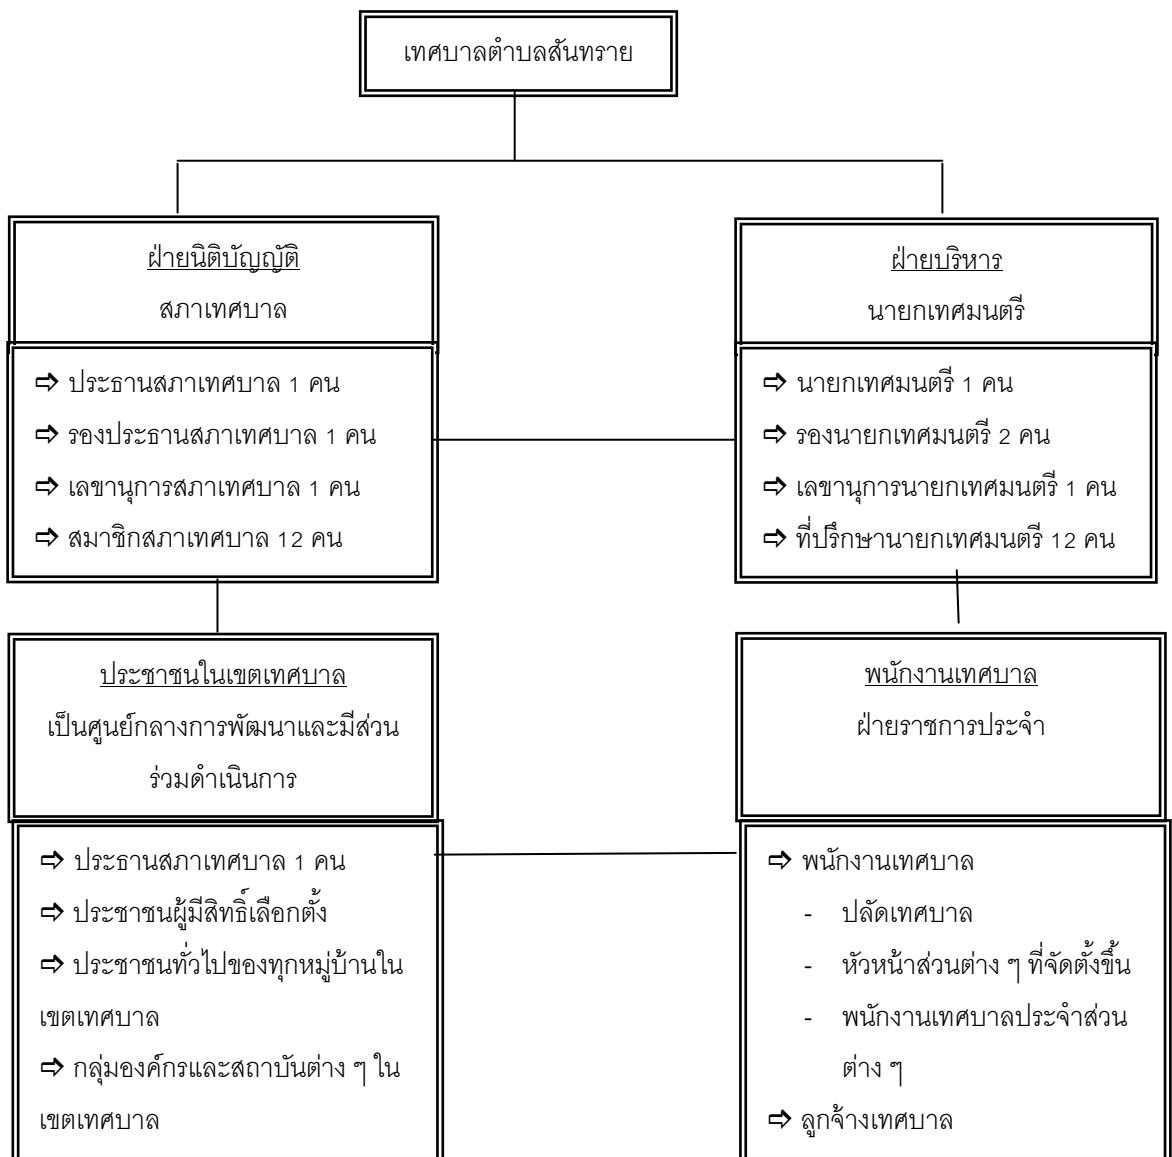 เทศบาลตำบลสันทราย
ฝ่ายนิติบัญญัติ
สภาเทศบาล
⇨ ประธานสภาเทศบาล 1 คน
⇨ รองประธานสภาเทศบาล 1 คน
⇨ เลขานุการสภาเทศบาล 1 คน
⇨ สมาชิกสภาเทศบาล 12 คน
ฝ่ายบริหาร
นายกเทศมนตรี
⇨ นายกเทศมนตรี 1 คน
⇨ รองนายกเทศมนตรี 2 คน
⇨ เลขานุการนายกเทศมนตรี 1 คน
⇨ ที่ปรึกษานายกเทศมนตรี 12 คน
ประชาชนในเขตเทศบาล
เป็นศูนย์กลางการพัฒนาและมีส่วน
ร่วมดำเนินการ
⇨ ประธานสภาเทศบาล 1 คน
⇨ ประชาชนผู้มีสิทธิ์เลือกตั้ง
⇨ ประชาชนทั่วไปของทุกหมู่บ้านใน
เขตเทศบาล
⇨ กลุ่มองค์กรและสถาบันต่าง ๆ ใน
เขตเทศบาล
พนักงานเทศบาล
ฝ่ายราชการประจำ
⇨ พนักงานเทศบาล
- ปลัดเทศบาล
- หัวหน้าส่วนต่าง ๆ ที่จัดตั้งขึ้น
- พนักงานเทศบาลประจำส่วน
ต่าง ๆ
⇨ ลูกจ้างเทศบาล